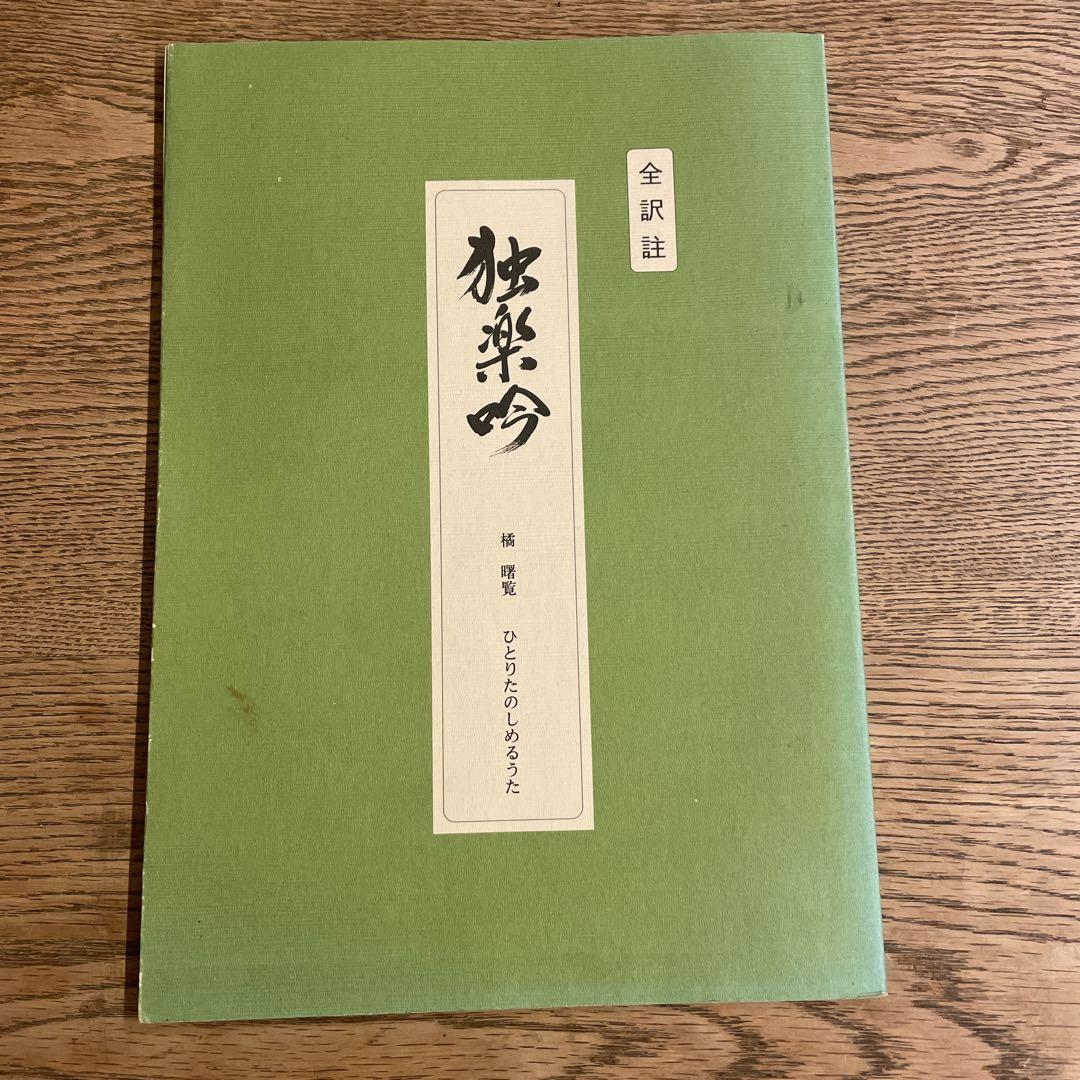 全訳註
独楽吟
橘 曙覧 ひとりたのしめるうた